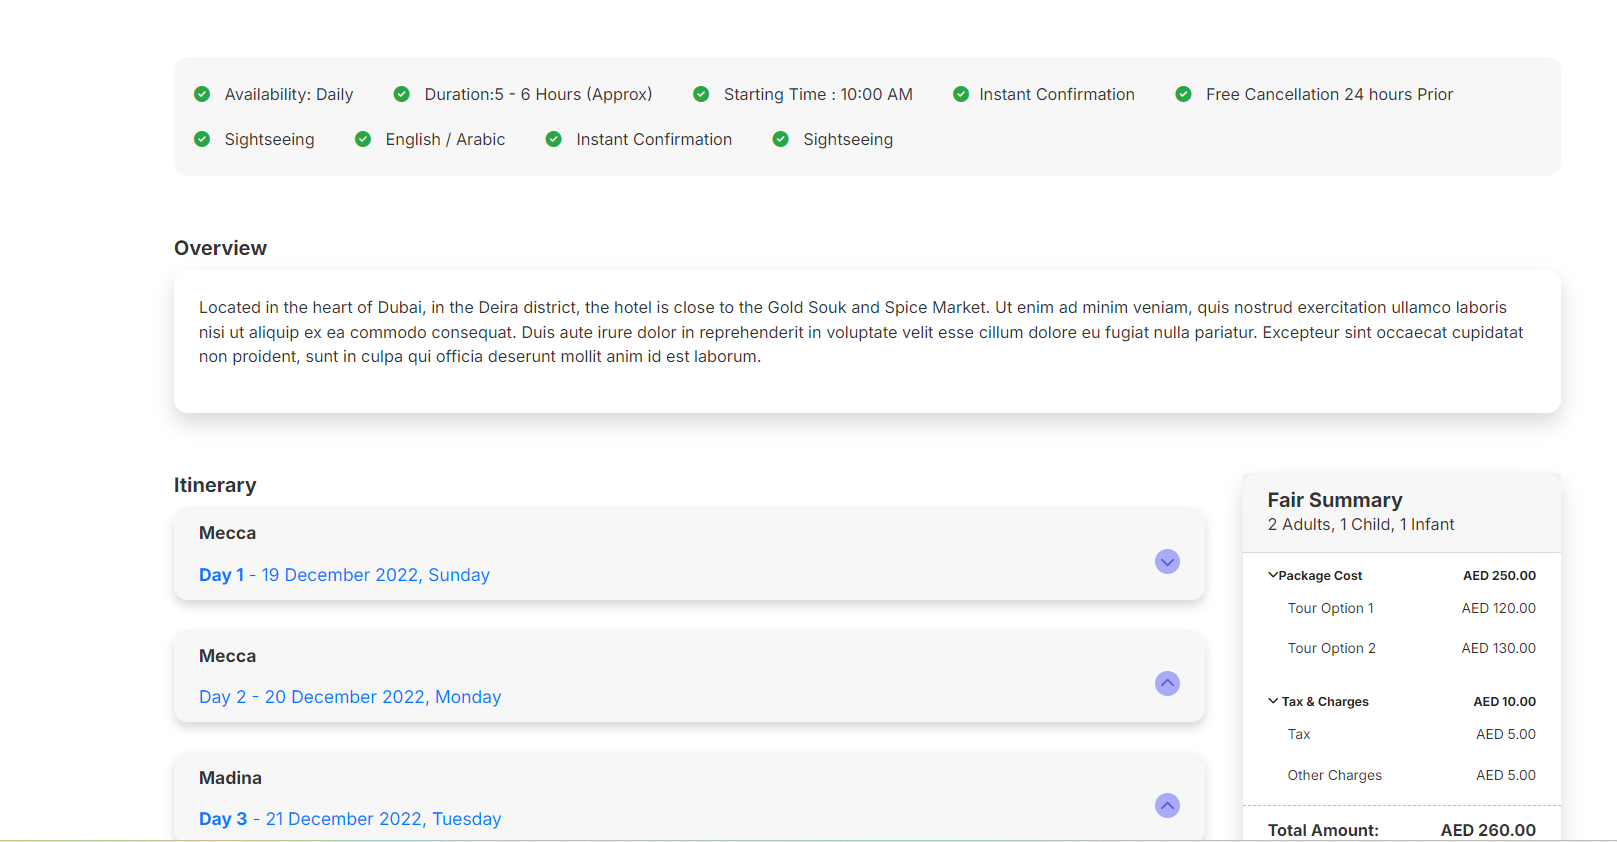 Availability: Daily Duration:5 - 6 Hours (Approx) Starting Time : 10:00 AM Instant Confirmation Free Cancellation 24 hours Prior
Sightseeing English / Arabic Instant Confirmation Sightseeing
Overview
Located in the heart of Dubai, in the Deira district, the hotel is close to the Gold Souk and Spice Market. Ut enim ad minim veniam, quis nostrud exercitation ullamco laboris
nisi ut aliquip ex ea commodo consequat. Duis aute irure dolor in reprehenderit in voluptate velit esse cillum dolore eu fugiat nulla pariatur. Excepteur sint occaecat cupidatat
non proident, sunt in culpa qui officia deserunt mollit anim id est laborum.
Itinerary
Mecca
Day 1 - 19 December 2022, Sunday
Mecca
Day 2 - 20 December 2022, Monday
Madina
Day 3 - 21 December 2022, Tuesday
Fair Summary
2 Adults, 1 Child, 1 Infant
Package Cost AED 250.00
Tour Option 1 AED 120.00
Tour Option 2 AED 130.00
Tax & Charges AED 10.00
Tax AED 5.00
Other Charges AED 5.00
Total Amount: AED 260.00